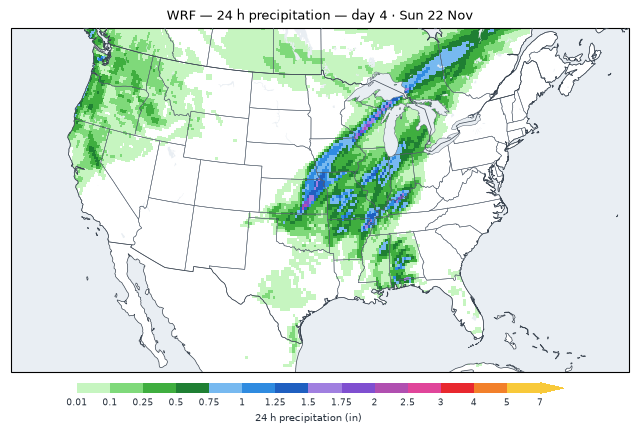 WRF — 24 h precipitation — day 4 · Sun 22 Nov
0.01 0.1 0.25 0.5 0.75 1 1.25 1.5 1.75 2 2.5 3 4 5 7
24 h precipitation (in)